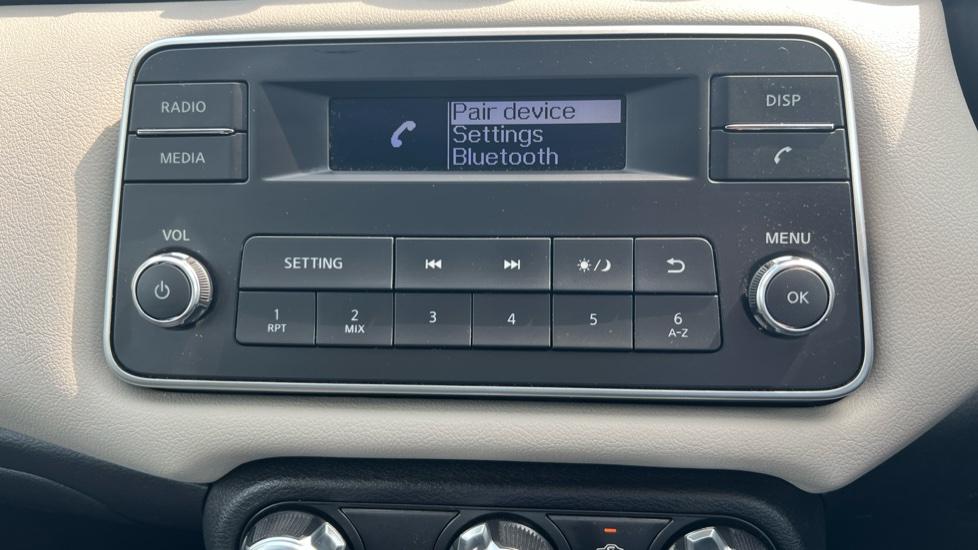 RADIO
MEDIA
Pair device
Settings
Bluetooth
DISP
VOL
MENU
SETTING
OK
1
RPT
2
MIX
3
4
5
6
A-Z